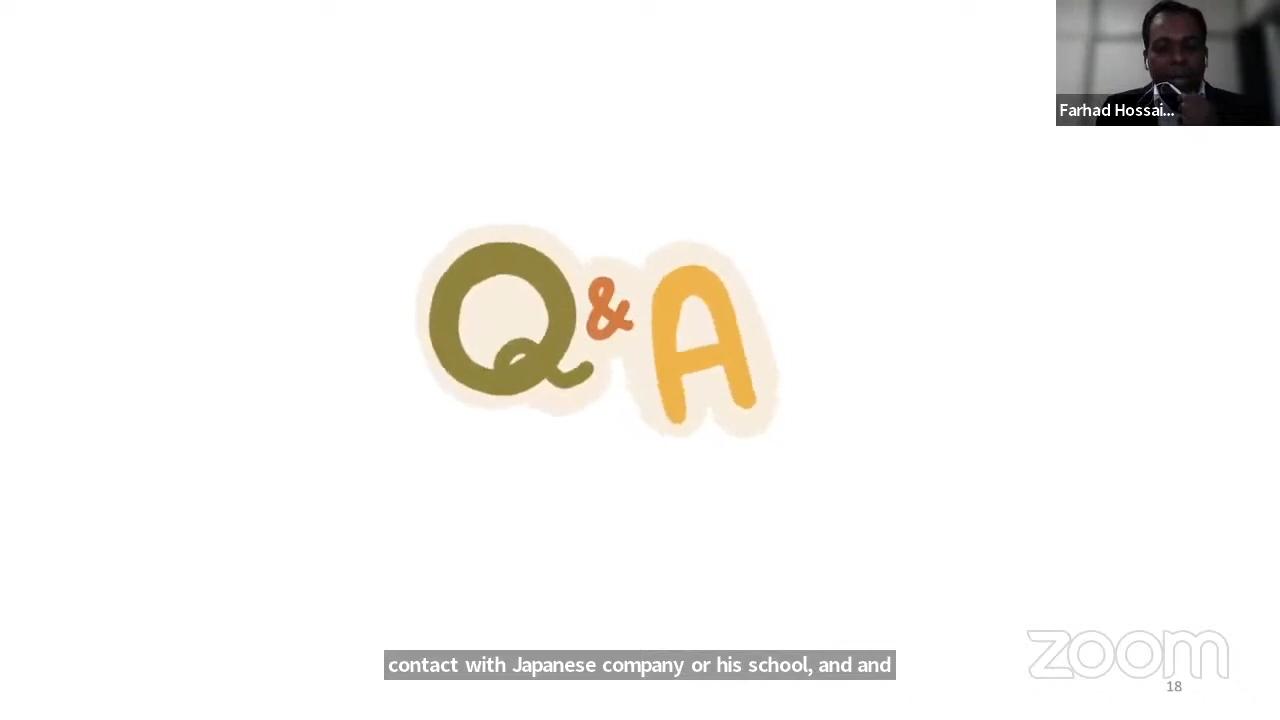 Farhad Hossai...
Q & A
contact with Japanese company or his school, and and
zoom
18